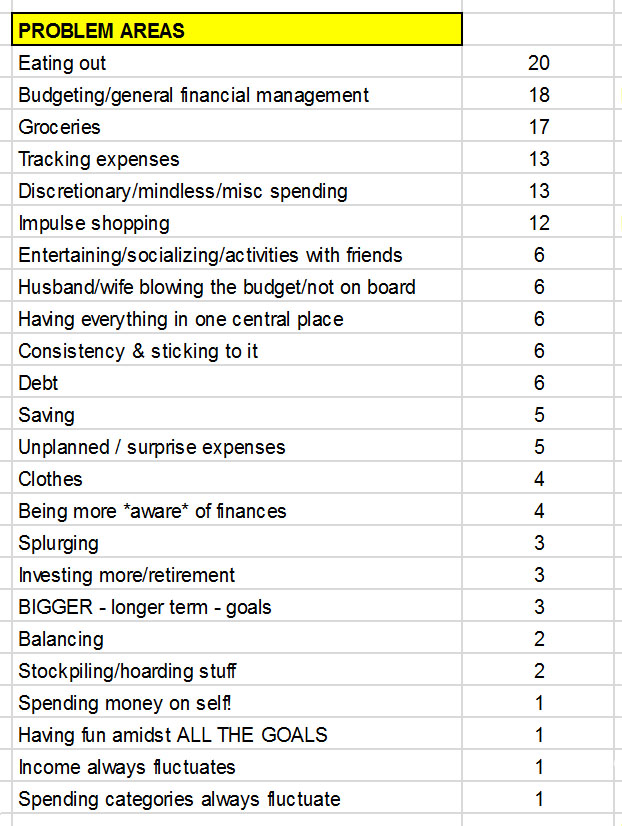 PROBLEM AREAS
Eating out 20
Budgeting/general financial management 18
Groceries 17
Tracking expenses 13
Discretionary/mindless/misc spending 13
Impulse shopping 12
Entertaining/socializing/activities with friends 6
Husband/wife blowing the budget/not on board 6
Having everything in one central place 6
Consistency & sticking to it 6
Debt 6
Saving 5
Unplanned / surprise expenses 5
Clothes 4
Being more *aware* of finances 4
Splurging 3
Investing more/retirement 3
BIGGER - longer term - goals 3
Balancing 2
Stockpiling/hoarding stuff 2
Spending money on self! 1
Having fun amidst ALL THE GOALS 1
Income always fluctuates 1
Spending categories always fluctuate 1